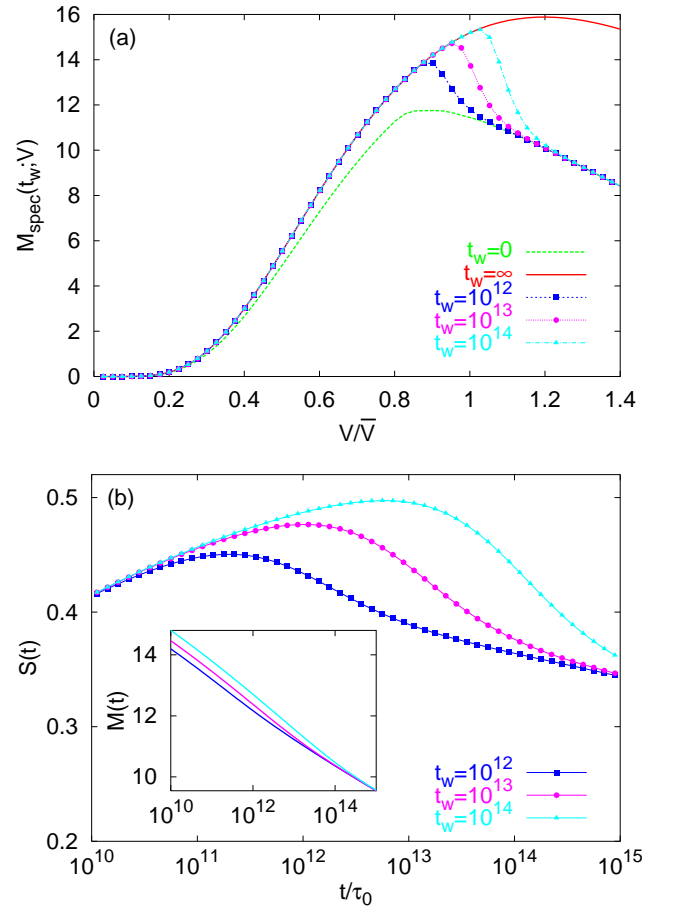 (a)
M_spec(t_w;V)
16
14
12
10
8
6
4
2
0
t_w=0
t_w=∞
t_w=10^12
t_w=10^13
t_w=10^14
0 0.2 0.4 0.6 0.8 1 1.2 1.4
V/V̅
(b)
S(t)
0.5
0.4
0.3
0.2
M(t)
14
12
10
10^10 10^12 10^14
t_w=10^12
t_w=10^13
t_w=10^14
10^10 10^11 10^12 10^13 10^14 10^15
t/τ_0